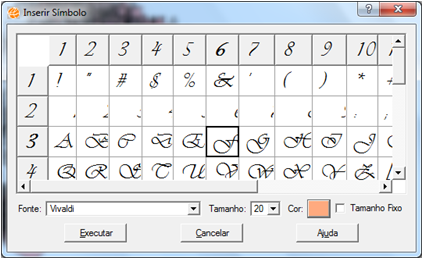 Inserir Símbolo
1 2 3 4 5 6 7 8 9 10
1 ! " # $ % & ' ( ) * +
2
3 A B C D E F G H I J
4 Q R S T U V W X Y Z [
Fonte: Vivaldi Tamanho: 20 Cor: Tamanho Fixo
Executar Cancelar Ajuda